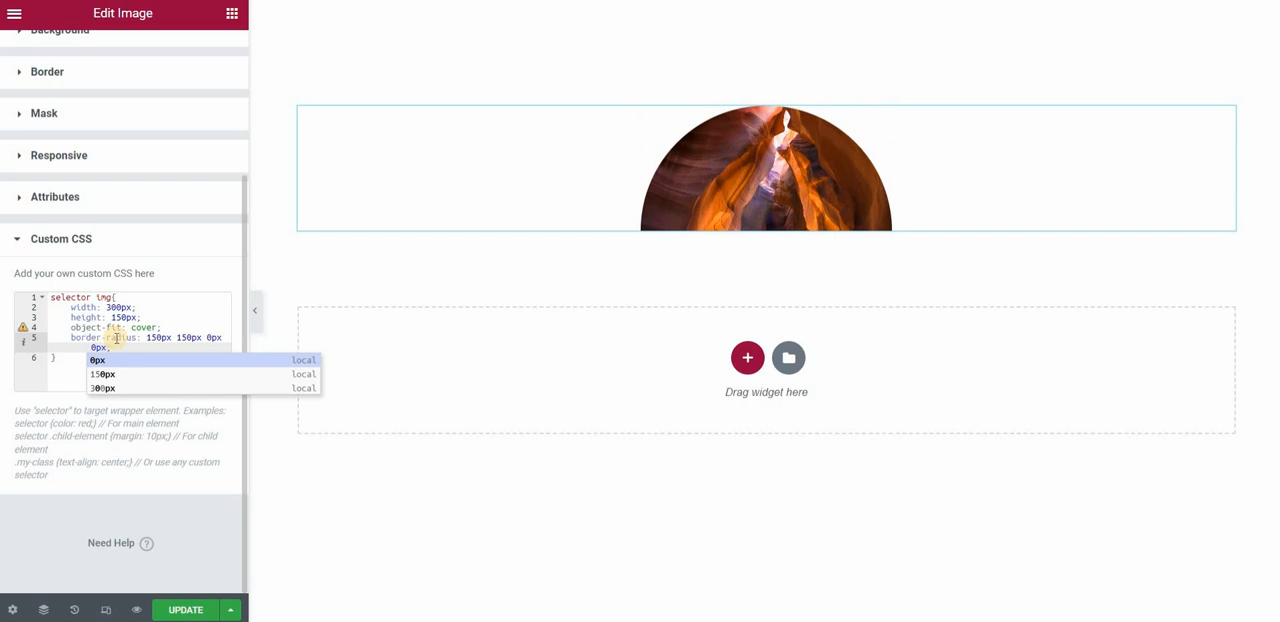 Edit Image
Background
Border
Mask
Responsive
Attributes
Custom CSS
Add your own custom CSS here
1 selector img{
2 width: 300px;
3 height: 150px;
4 object-fit: cover;
5 border-radius: 150px 150px 0px
0px;
6 }
0px local
150px local
300px local
Use "selector" to target wrapper element. Examples:
selector {color: red;} // For main element
selector .child-element {margin: 10px;} // For child
element
.my-class {text-align: center;} // Or use any custom
selector
Need Help ?
UPDATE
Drag widget here